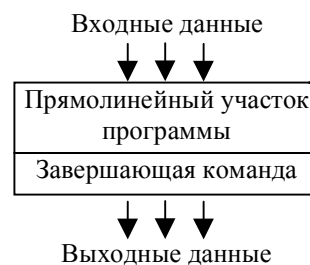 Входные данные
Прямолинейный участок
программы
Завершающая команда
Выходные данные